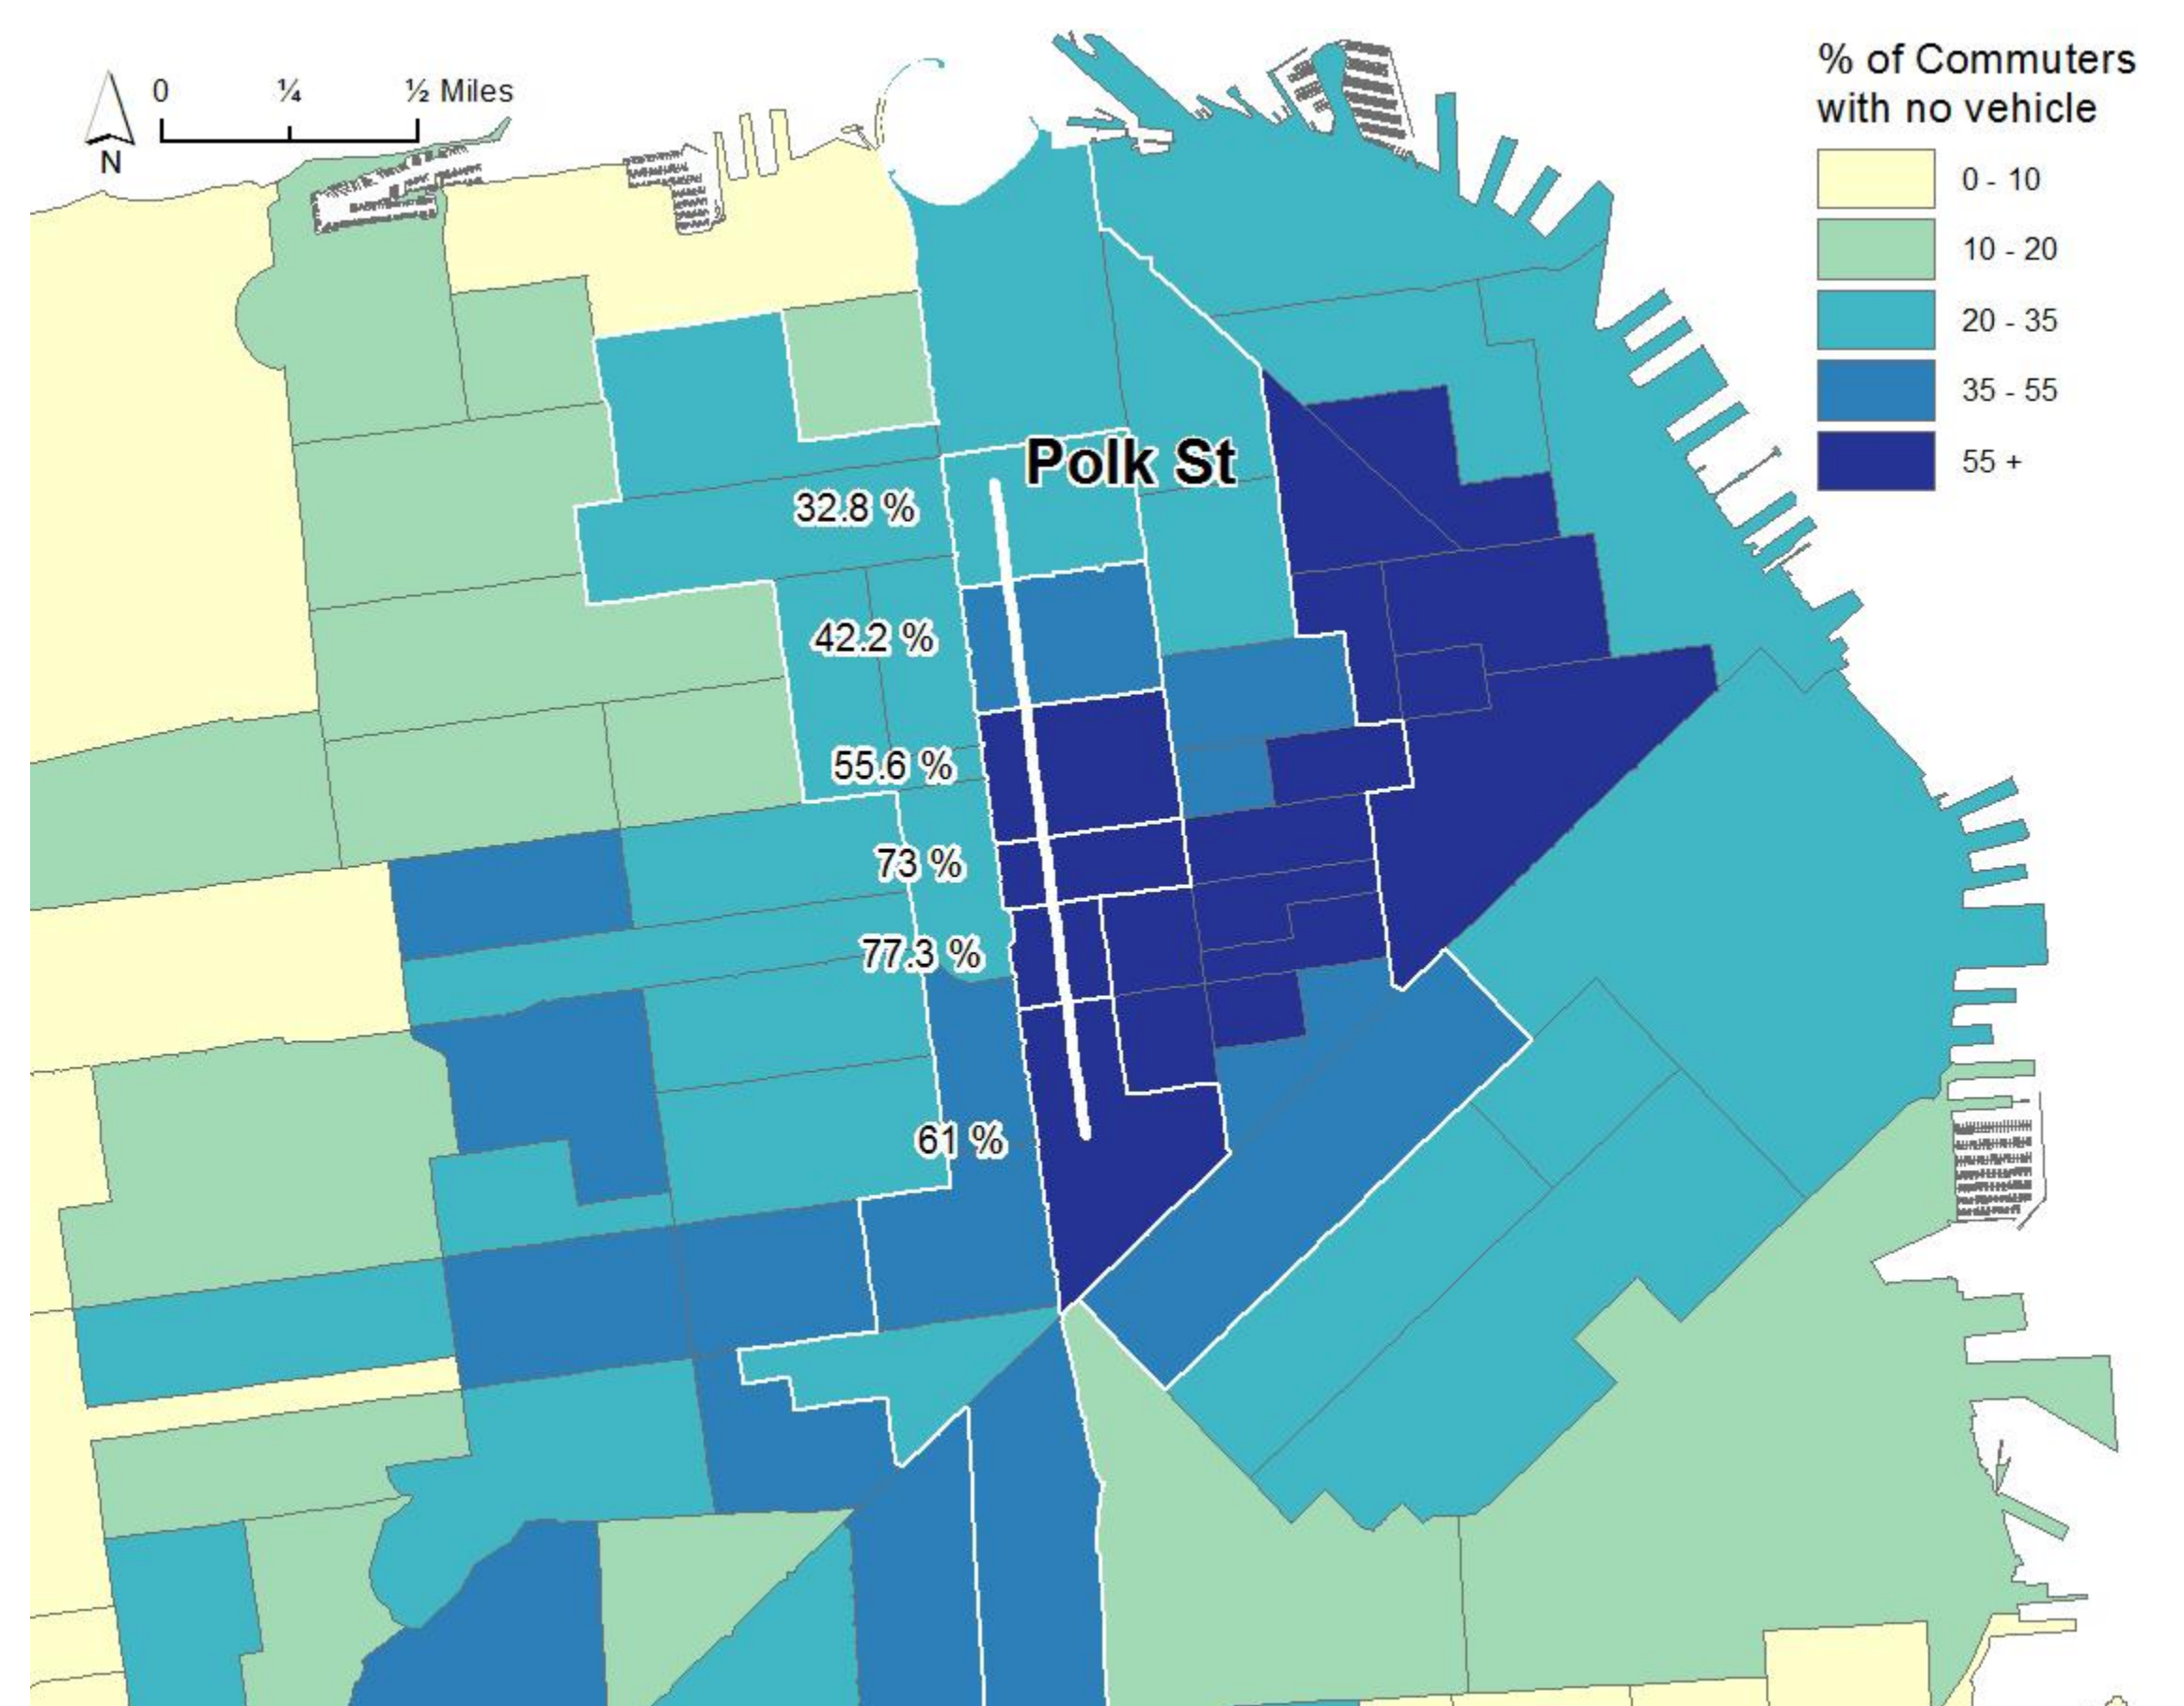 0 ¼ ½ Miles
N
% of Commuters
with no vehicle
0 - 10
10 - 20
20 - 35
35 - 55
55 +
Polk St
32.8 %
42.2 %
55.6 %
73 %
77.3 %
61 %